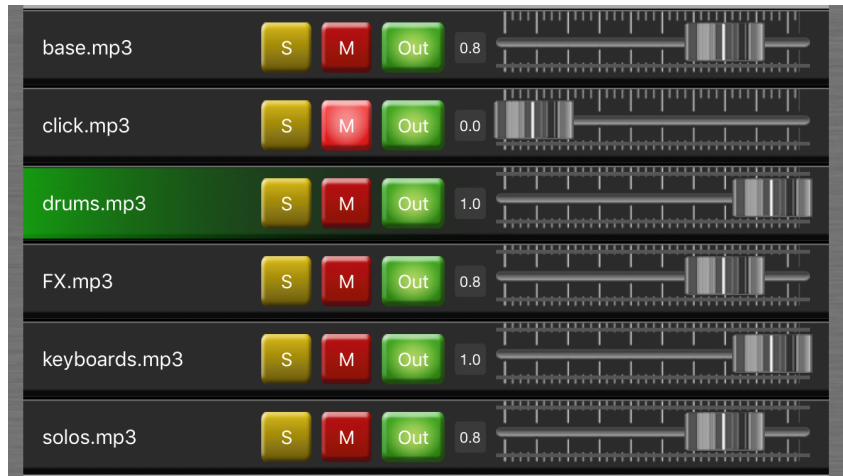 base.mp3 S M Out 0.8
click.mp3 S M Out 0.0
drums.mp3 S M Out 1.0
FX.mp3 S M Out 0.8
keyboards.mp3 S M Out 1.0
solos.mp3 S M Out 0.8